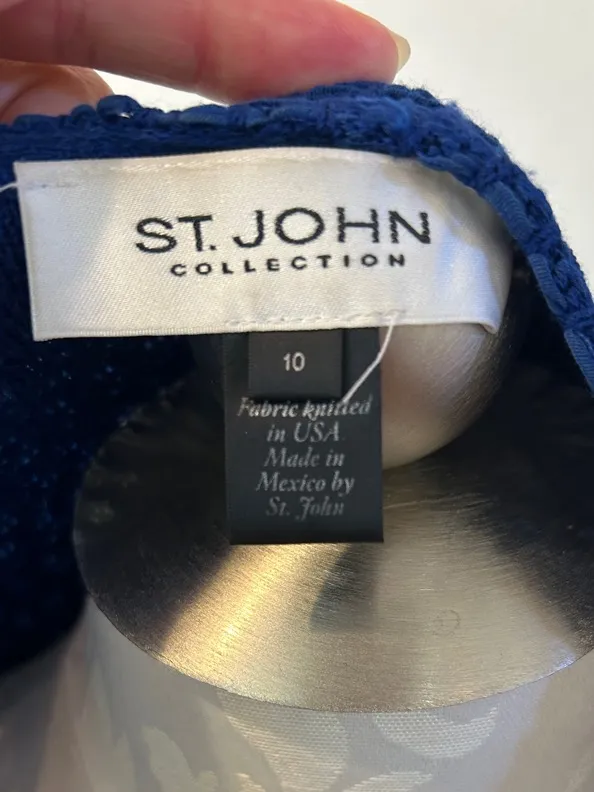 ST. JOHN
COLLECTION
10
Fabric knitted
in USA
Made in
Mexico by
St. John